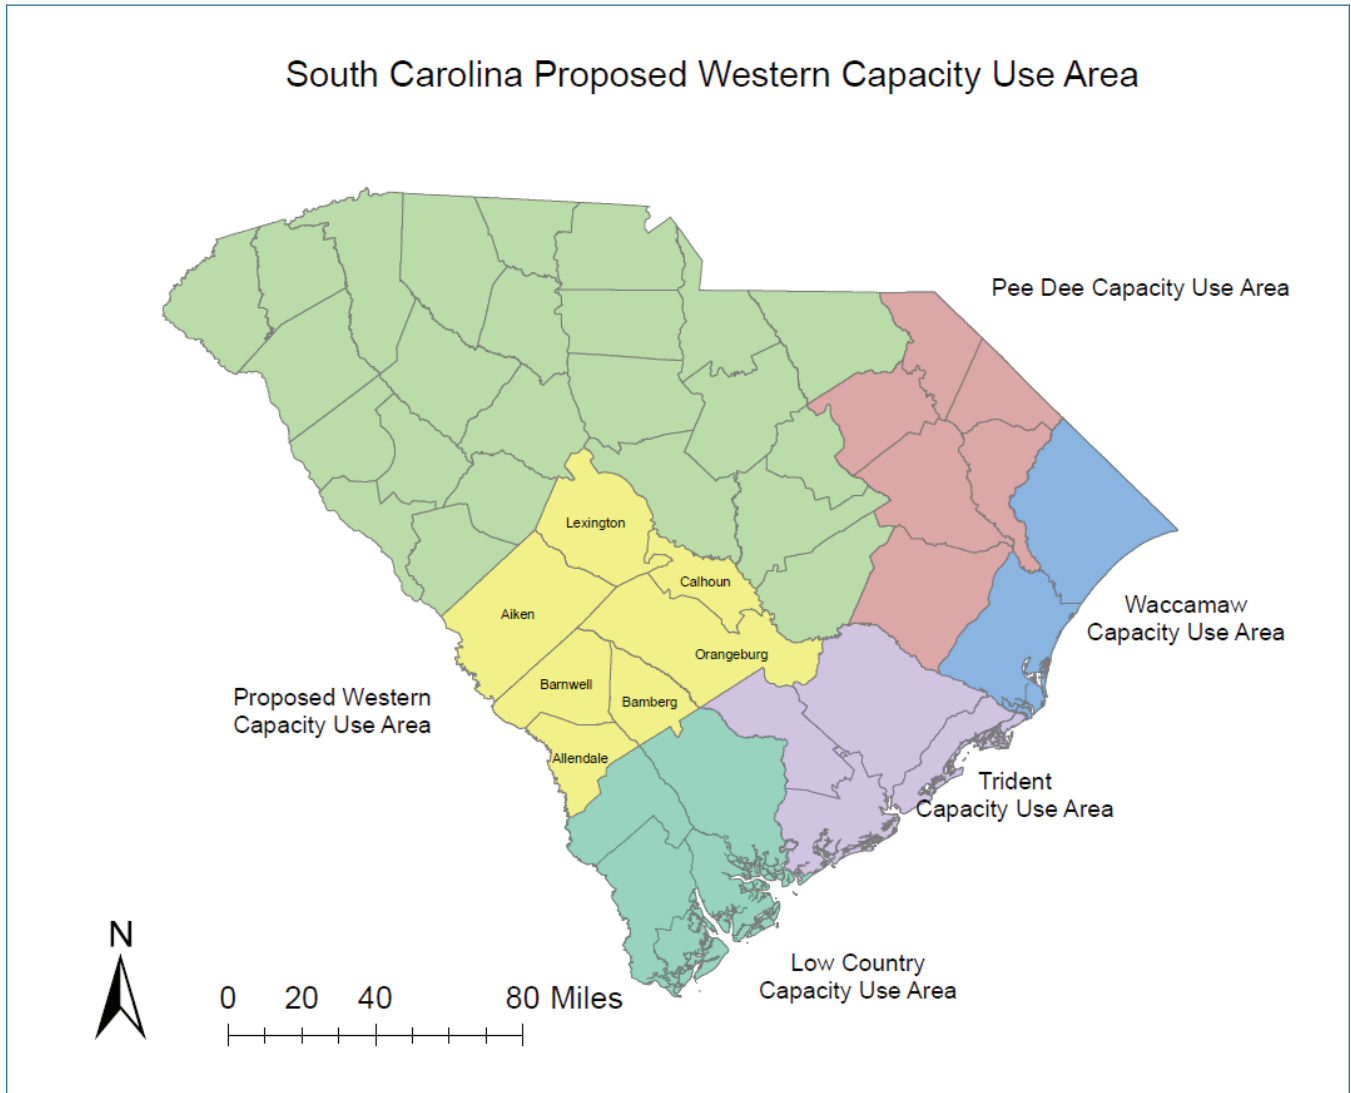 South Carolina Proposed Western Capacity Use Area
Pee Dee Capacity Use Area
Lexington
Calhoun
Aiken
Waccamaw
Capacity Use Area
Orangeburg
Barnwell
Bamberg
Proposed Western
Capacity Use Area
Allendale
Trident
Capacity Use Area
Low Country
Capacity Use Area
N
0 20 40 80 Miles